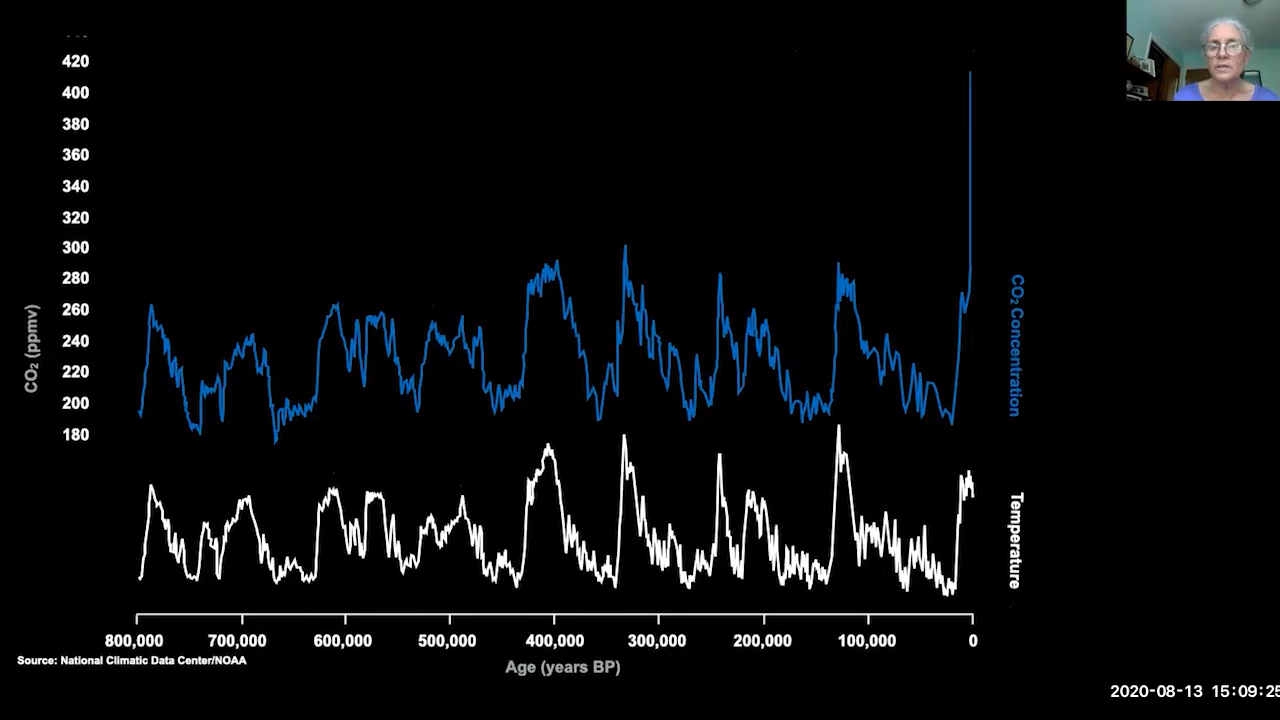 420
400
380
360
340
320
300
280
260
240
220
200
180
CO₂ (ppmv)
CO₂ Concentration
Temperature
800,000 700,000 600,000 500,000 400,000 300,000 200,000 100,000 0
Age (years BP)
Source: National Climatic Data Center/NOAA
2020-08-13 15:09:25